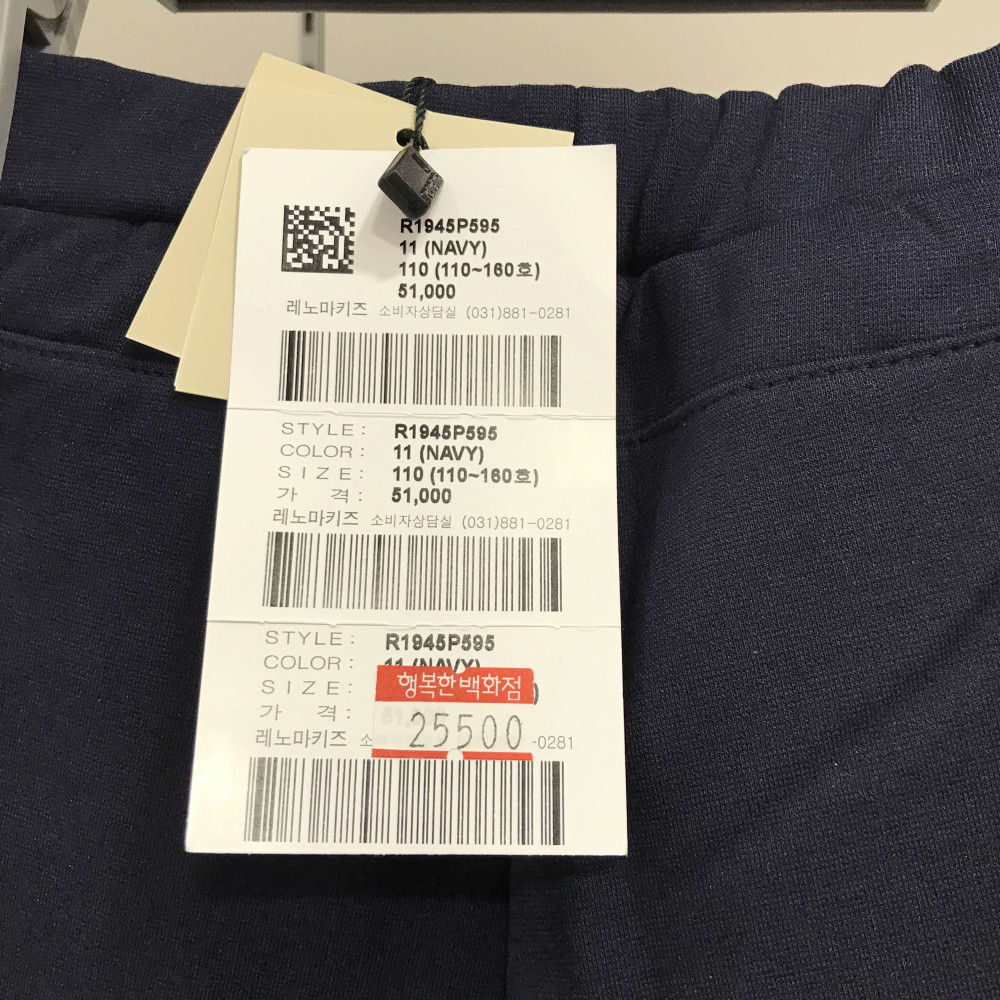 R1945P595
11 (NAVY)
110 (110~160호)
51,000
레노마키즈 소비자상담실 (031)881-0281
STYLE: R1945P595
COLOR: 11 (NAVY)
SIZE: 110 (110~160호)
가 격: 51,000
레노마키즈 소비자상담실 (031)881-0281
STYLE: R1945P595
COLOR: 11 (NAVY)
SIZE: )
행복한백화점
가 격:
25500
레노마키즈 소 -0281